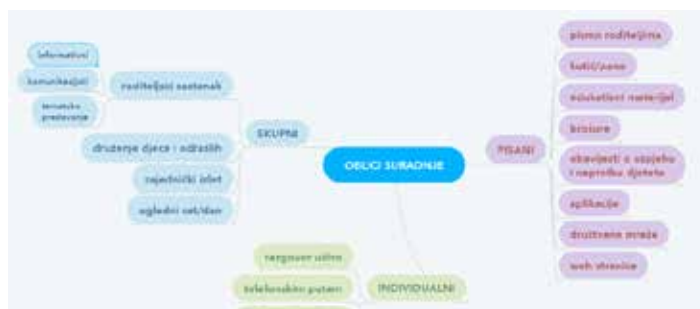 informativni
komunikacijski
tematsko
predavanje
roditeljski sastanak
druženje djece i odraslih
zajednički izlet
ogledni sat/dan
SKUPNI
OBLICI SURADNJE
PISANI
pismo roditeljima
kutić/pano
edukativni materijal
brošure
obavijesti o uspjehu
i napretku djeteta
aplikacije
društvene mreže
web stranice
razgovor uživo
telefonskim putem
INDIVIDUALNI